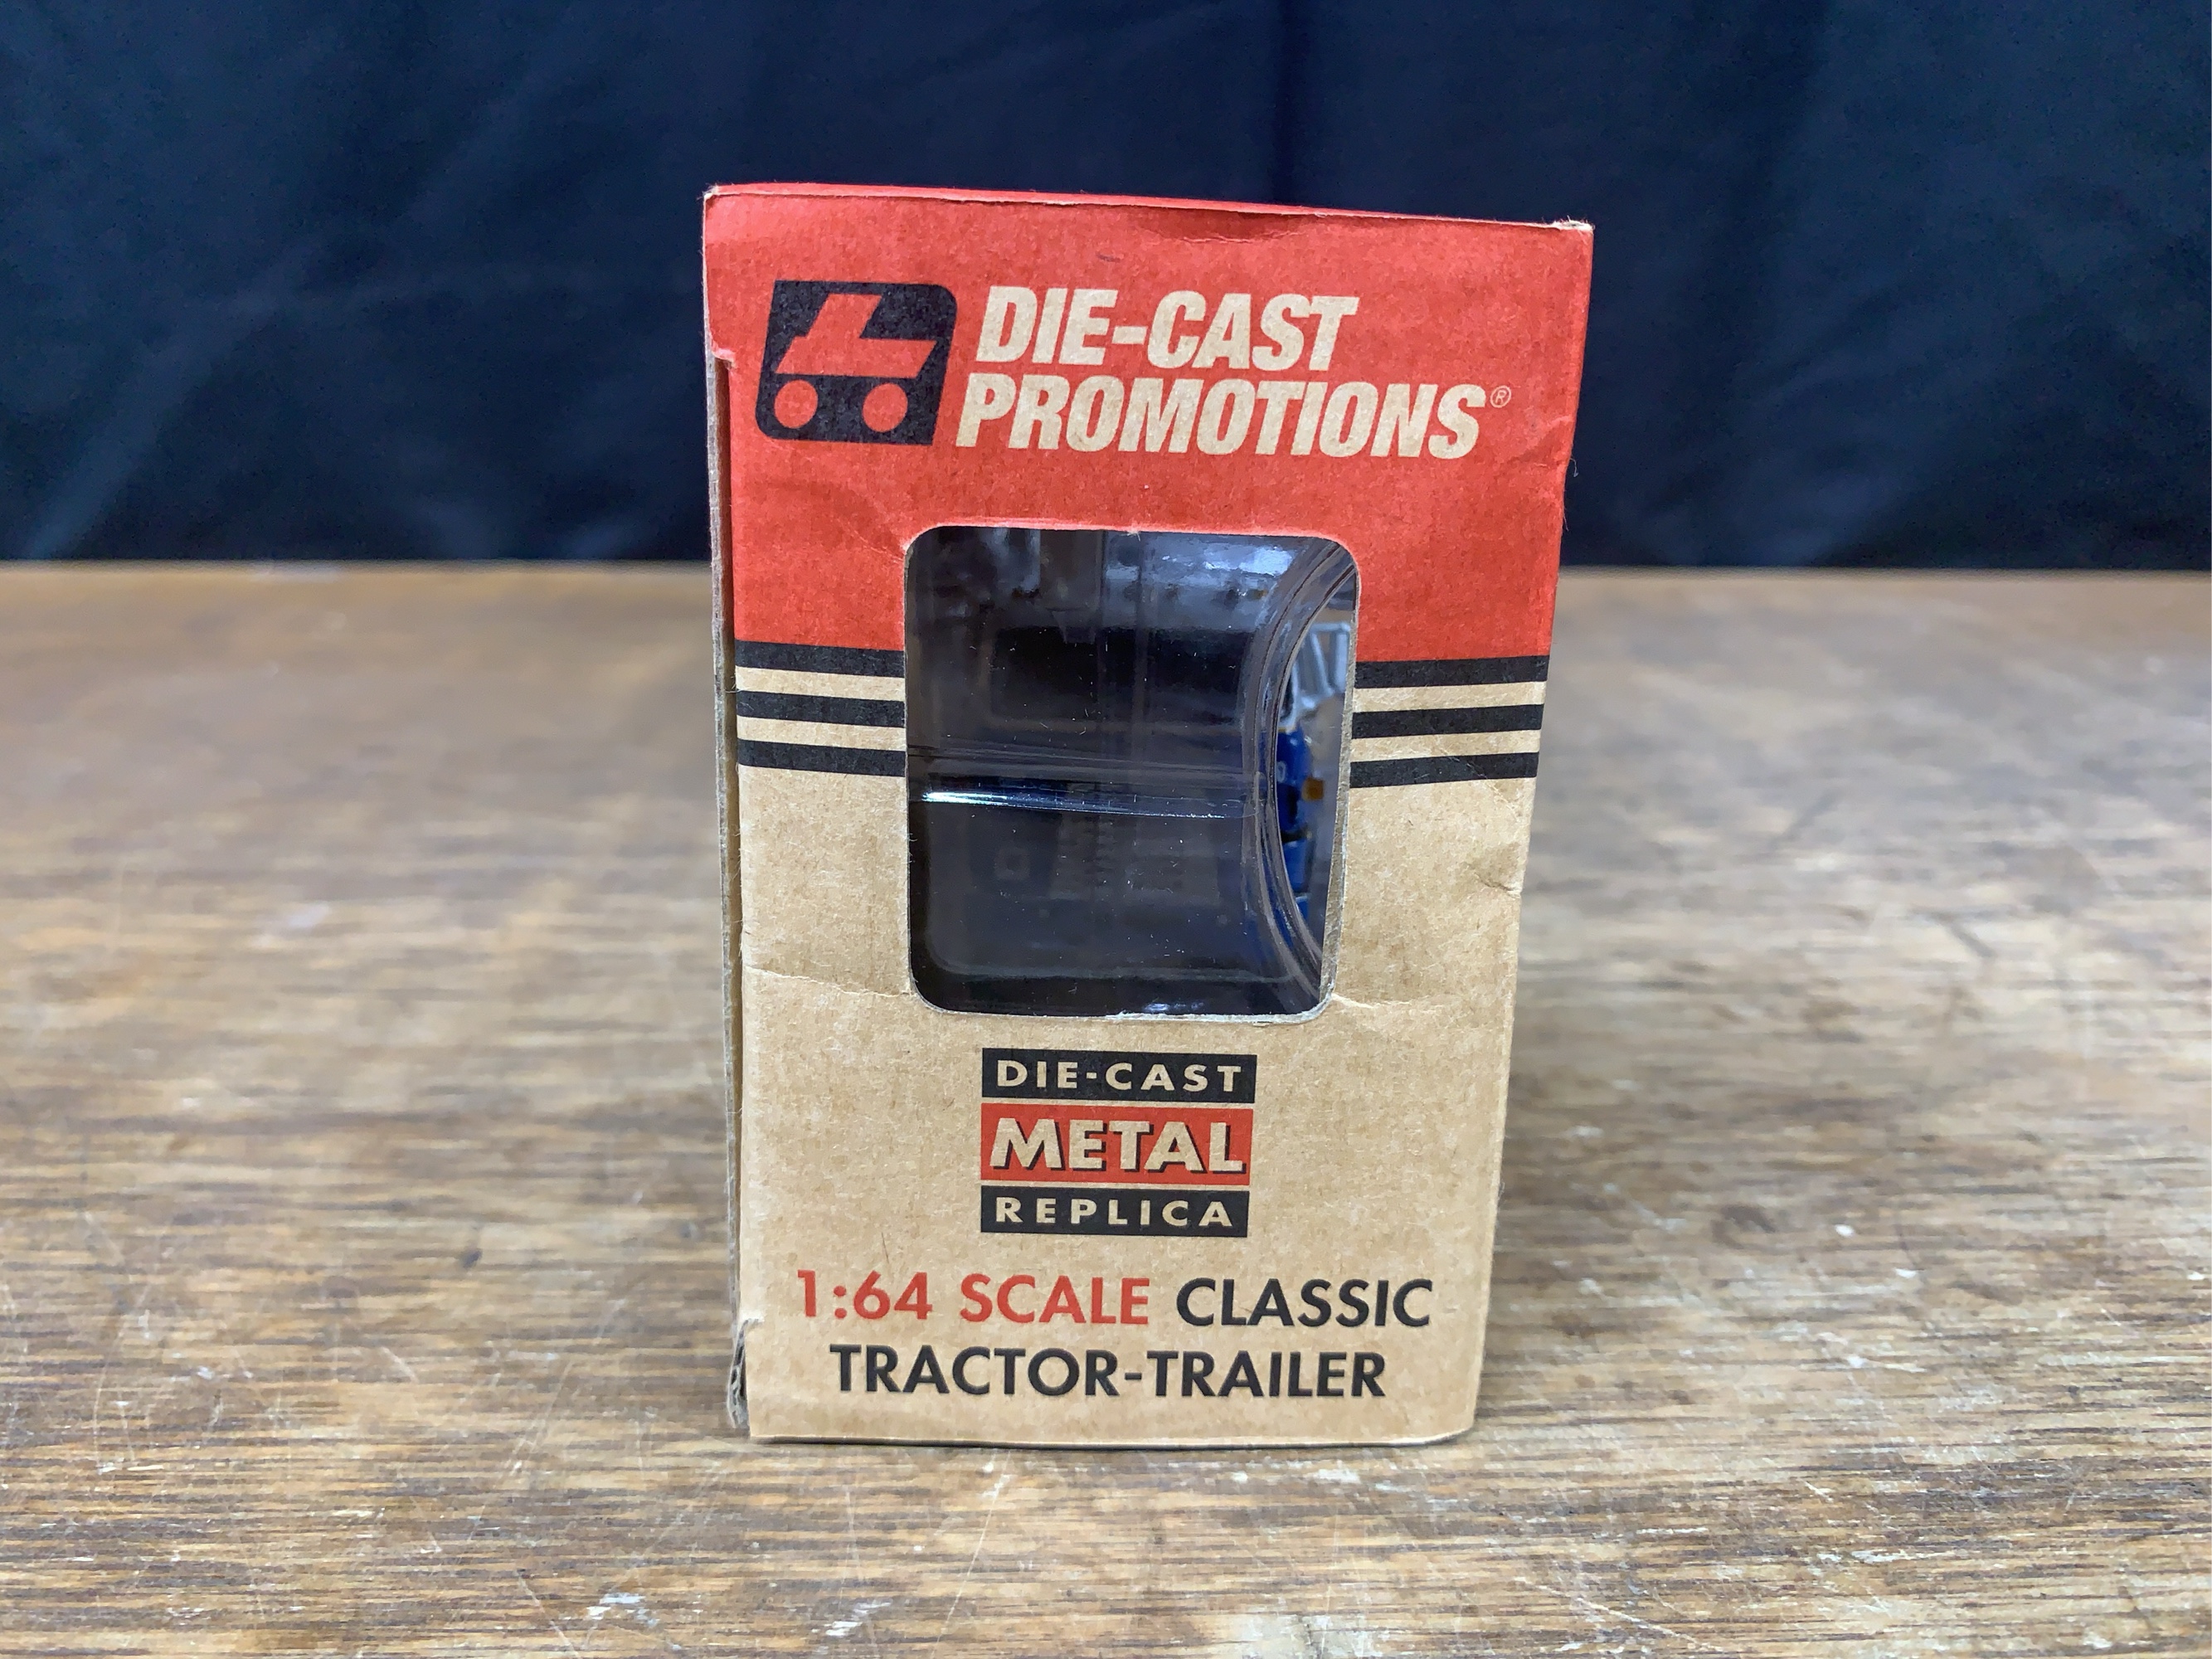 DIE-CAST
PROMOTIONS®
DIE-CAST
METAL
REPLICA
1:64 SCALE CLASSIC
TRACTOR-TRAILER